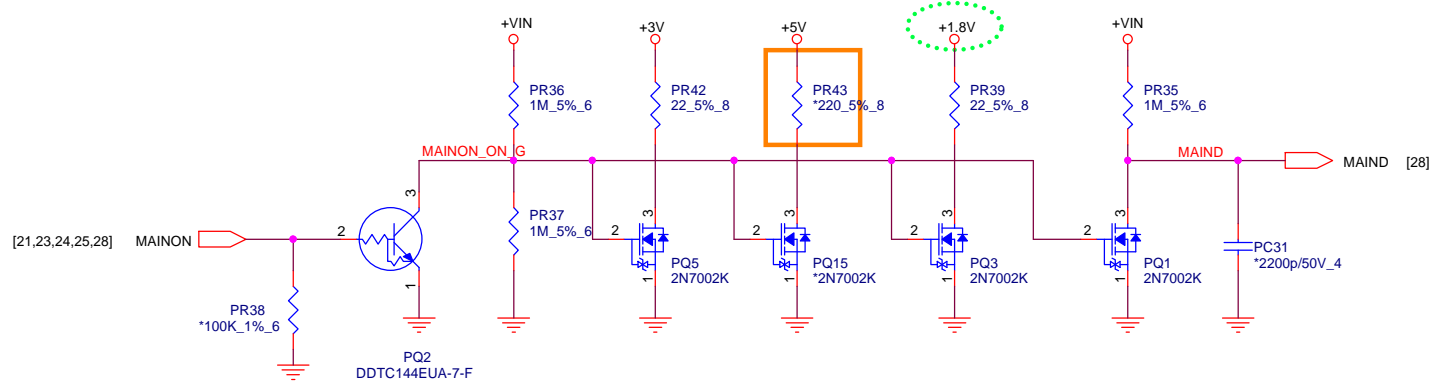 +VIN
+3V
+5V
+1.8V
+VIN
PR36
1M_5%_6
PR42
22_5%_8
PR43
*220_5%_8
PR39
22_5%_8
PR35
1M_5%_6
MAINON_ON_G
MAIND
MAIND [28]
3
[21,23,24,25,28] MAINON
2
1
PR37
1M_5%_6
2
3
1
PQ5
2N7002K
2
3
1
PQ15
*2N7002K
2
3
1
PQ3
2N7002K
2
3
1
PQ1
2N7002K
PC31
*2200p/50V_4
PR38
*100K_1%_6
PQ2
DDTC144EUA-7-F